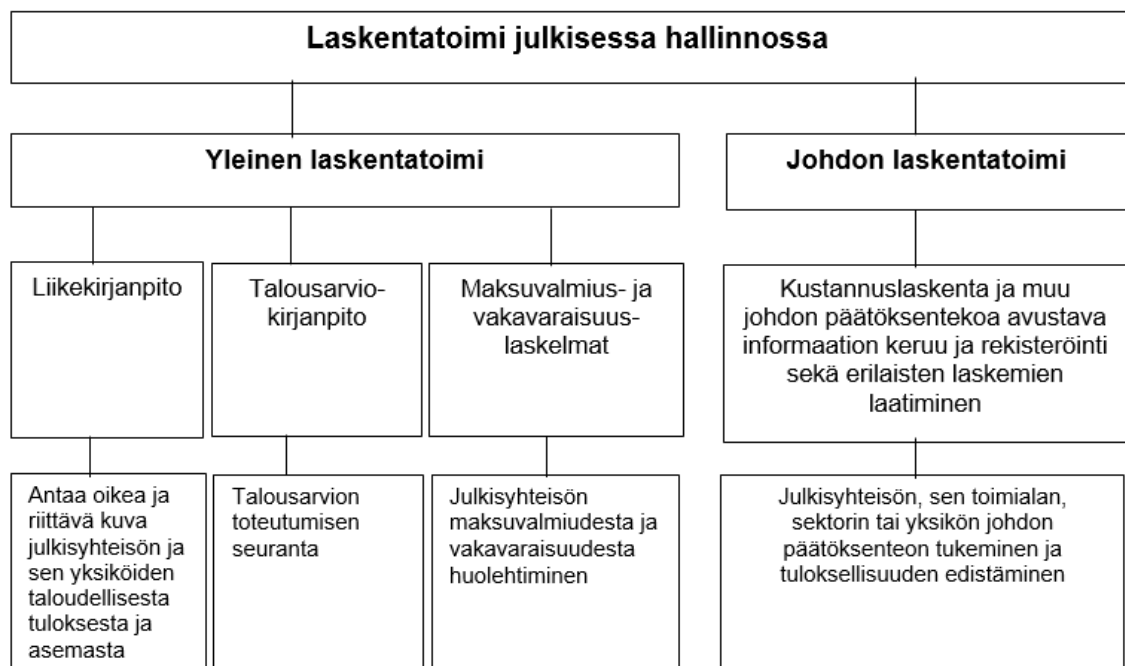 Laskentatoimi julkisessa hallinnossa
Yleinen laskentatoimi
Johdon laskentatoimi
Liikekirjanpito
Talousarvio-
kirjanpito
Maksuvalmius- ja
vakavaraisuus-
laskelmat
Kustannuslaskenta ja muu
johdon päätöksentekoa avustava
informaation keruu ja rekisteröinti
sekä erilaisten laskemien
laatiminen
Antaa oikea ja
riittävä kuva
julkisyhteisön ja
sen yksiköiden
taloudellisesta
tuloksesta ja
asemasta
Talousarvion
toteutumisen
seuranta
Julkisyhteisön
maksuvalmiudesta ja
vakavaraisuudesta
huolehtiminen
Julkisyhteisön, sen toimialan,
sektorin tai yksikön johdon
päätöksenteon tukeminen ja
tuloksellisuuden edistäminen